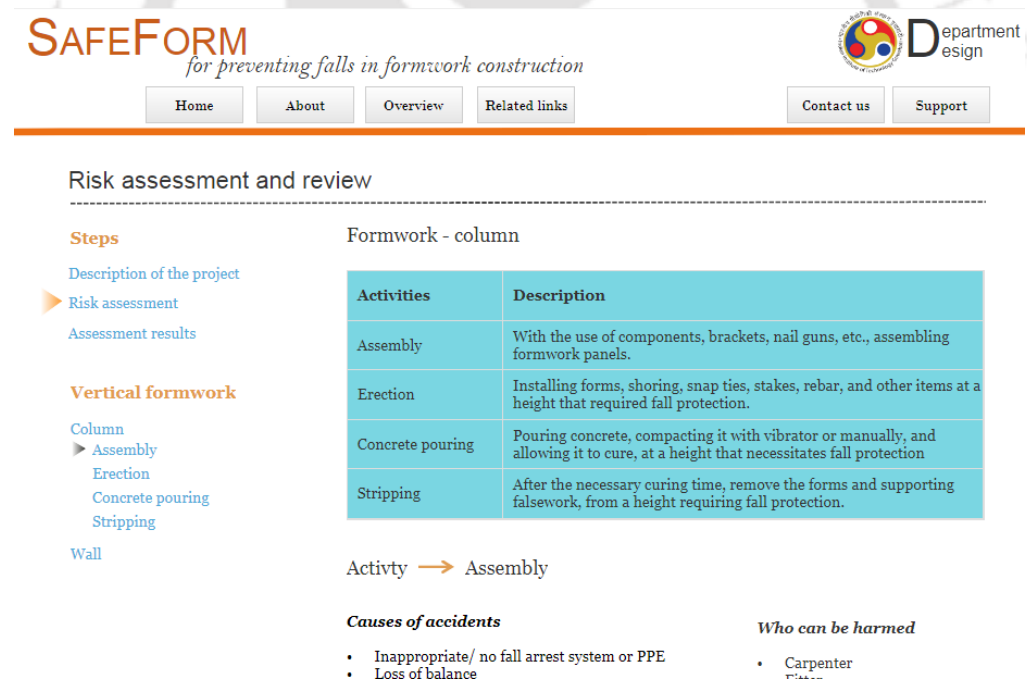 SAFEFORM
for preventing falls in formwork construction
Department
Design
Home About Overview Related links Contact us Support
Risk assessment and review
Steps
Description of the project
Risk assessment
Assessment results
Vertical formwork
Column
Assembly
Erection
Concrete pouring
Stripping
Wall
Formwork - column
Activities Description
Assembly With the use of components, brackets, nail guns, etc., assembling
formwork panels.
Erection Installing forms, shoring, snap ties, stakes, rebar, and other items at a
height that required fall protection.
Concrete pouring Pouring concrete, compacting it with vibrator or manually, and
allowing it to cure, at a height that necessitates fall protection
Stripping After the necessary curing time, remove the forms and supporting
falsework, from a height requiring fall protection.
Activty → Assembly
Causes of accidents
• Inappropriate/ no fall arrest system or PPE
• Loss of balance
Who can be harmed
• Carpenter